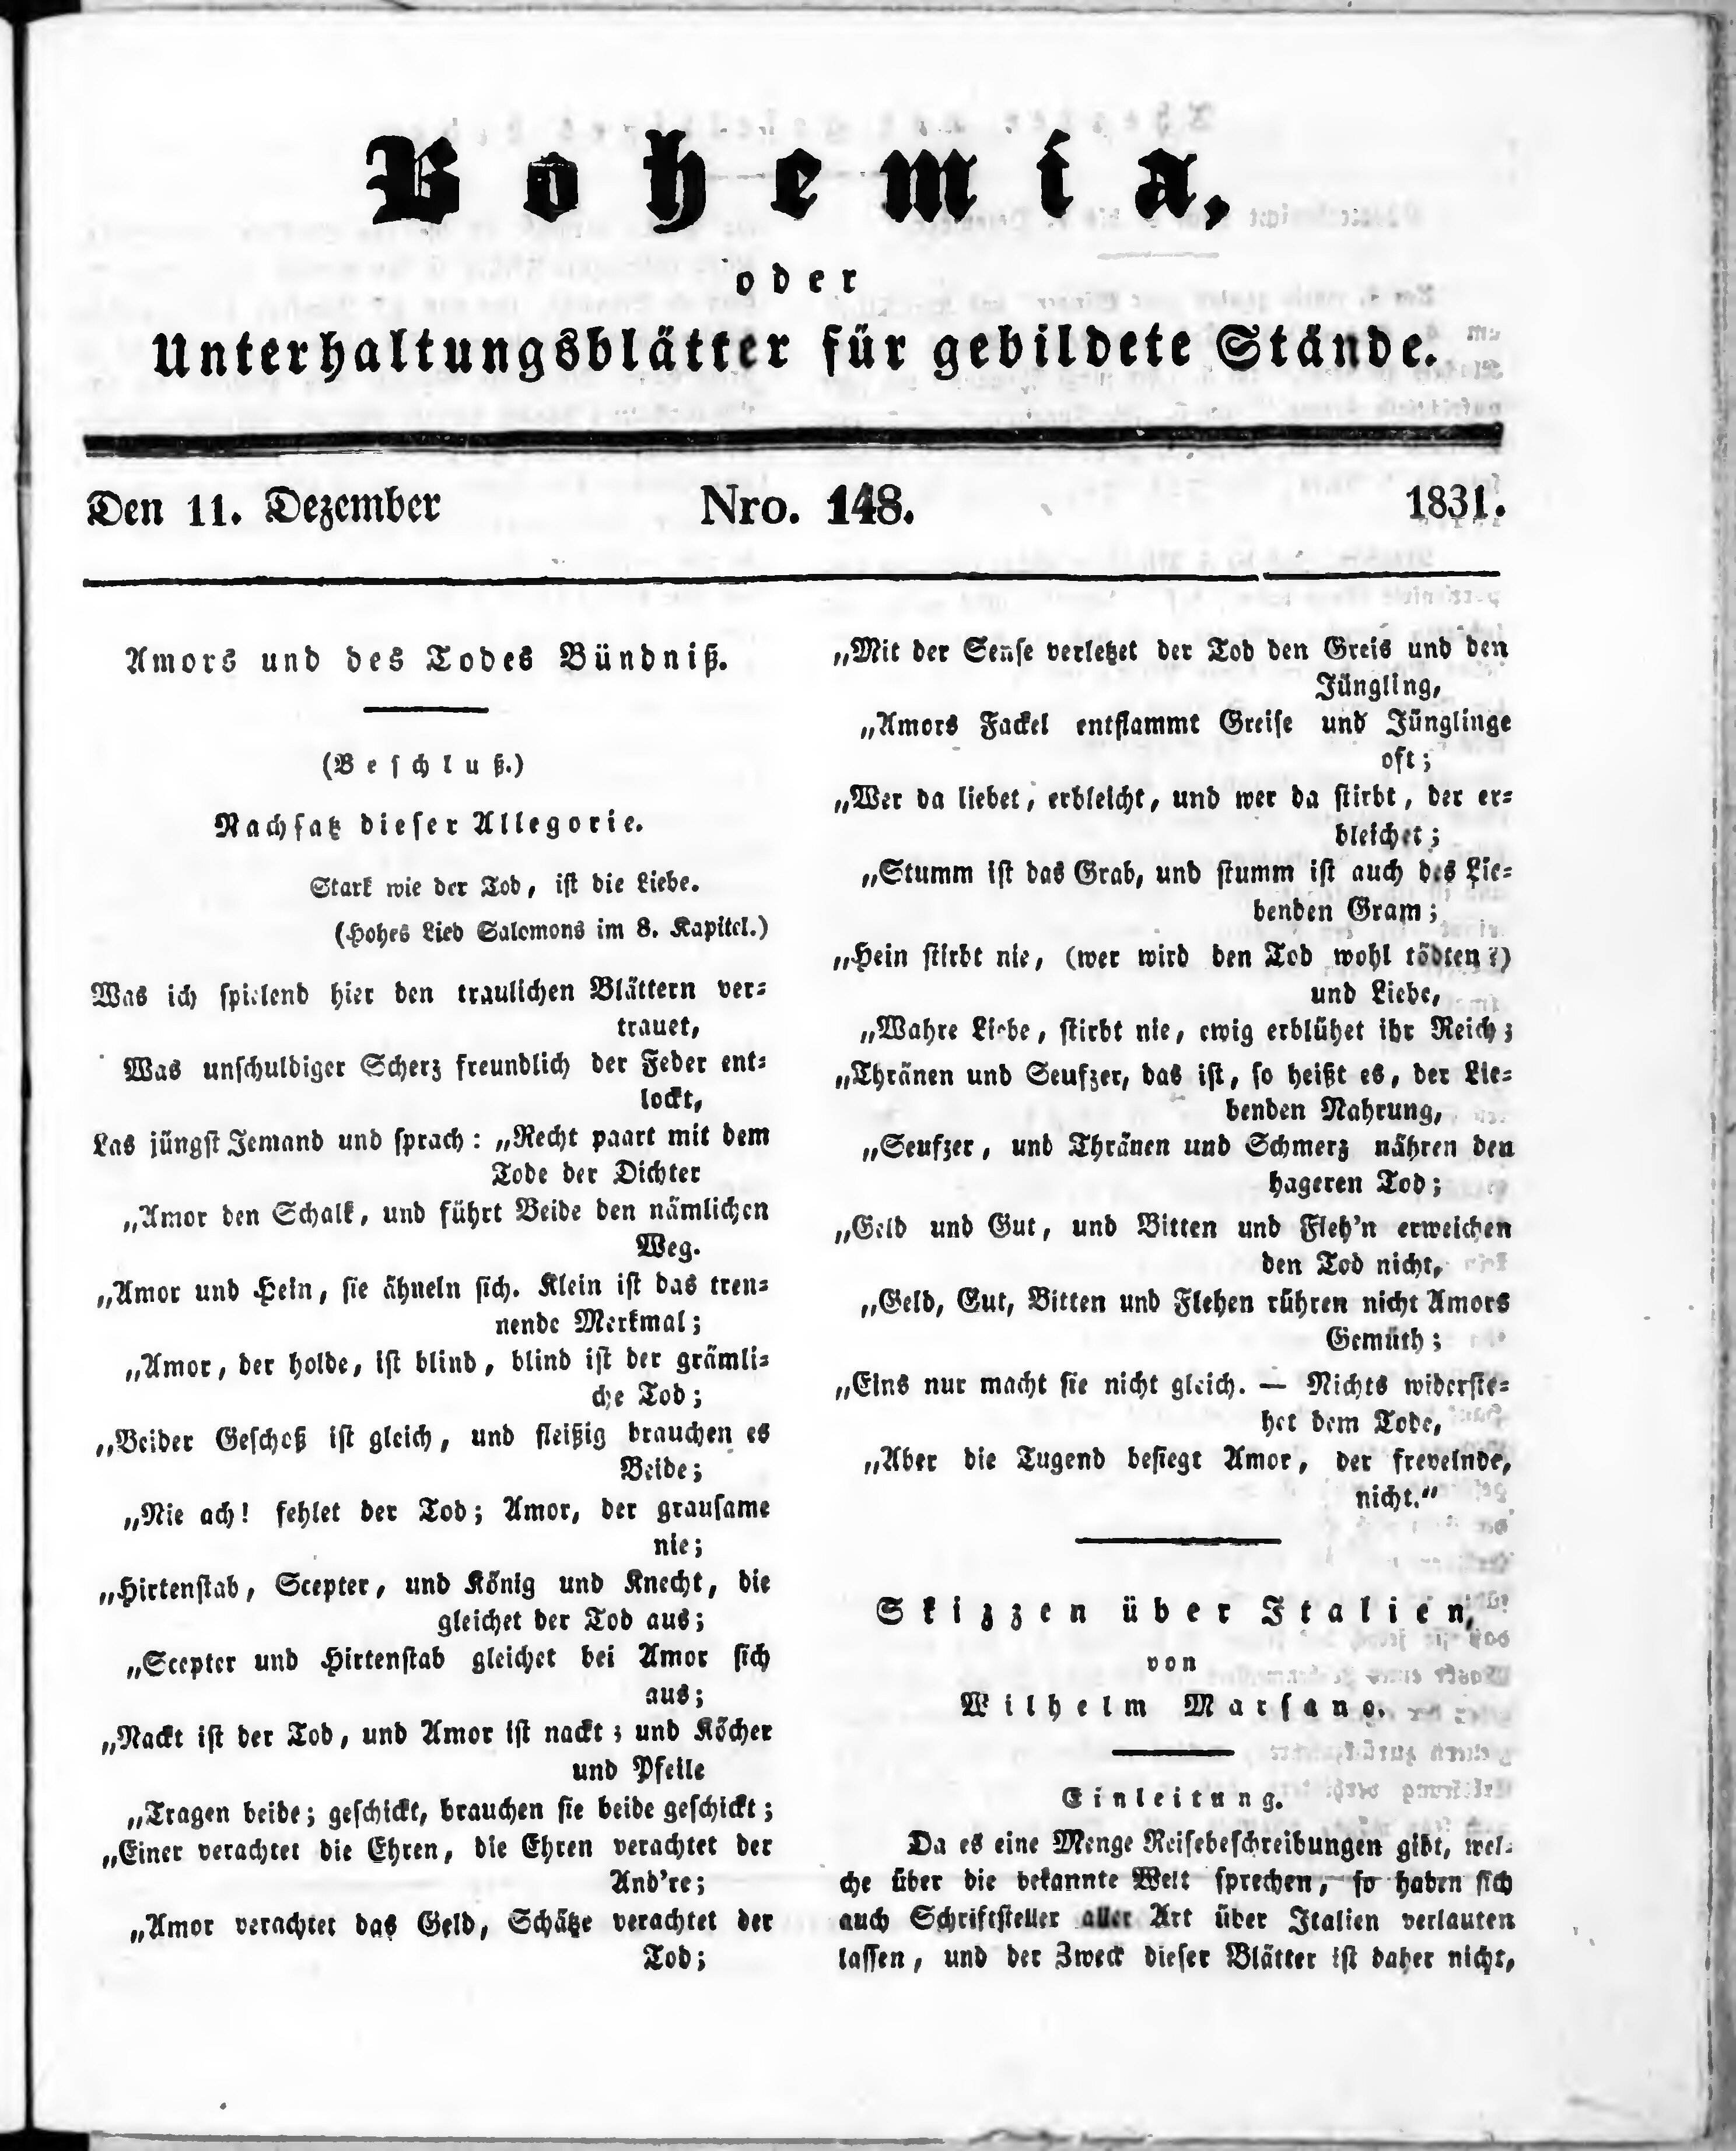 Bohemia,
oder
Unterhaltungsblätter für gebildete Stände.
Den 11. Dezember
Nro. 148.
1831.
Amors und des Todes Bündniß.
(Beschluß.)
Nachsatz dieser Allegorie.
Stark wie der Tod, ist die Liebe.
(Hohes Lied Salomons im 8. Kapitel.)
Was ich spielend hier den traulichen Blättern ver=
trauet,
Was unschuldiger Scherz freundlich der Feder ent=
lockt,
Las jüngst Jemand und sprach: „Recht paart mit dem
Tode der Dichter
„Amor den Schalk, und führt Beide den nämlichen
Weg.
„Amor und Hein, sie ähneln sich. Klein ist das tren=
nende Merkmal;
„Amor, der holde, ist blind, blind ist der grämli=
che Tod;
„Beider Geschoß ist gleich, und fleißig brauchen es
Beide;
„Nie ach! fehlet der Tod; Amor, der grausame
nie;
„Hirtenstab, Scepter, und König und Knecht, die
gleichet der Tod aus;
„Scepter und Hirtenstab gleichet bei Amor sich
aus;
„Nackt ist der Tod, und Amor ist nackt; und Köcher
und Pfeile
„Tragen beide; geschickt, brauchen sie beide geschickt;
„Einer verachtet die Ehren, die Ehren verachtet der
And're;
„Amor verachtet das Geld, Schätze verachtet der
Tod;
„Mit der Sense verletzet der Tod den Greis und den
Jüngling,
„Amors Fackel entflammt Greise und Jünglinge
oft;
„Wer da liebet, erbleicht, und wer da stirbt, der er=
bleichet;
„Stumm ist das Grab, und stumm ist auch des Lie=
benden Gram;
„Hein stirbt nie, (wer wird den Tod wohl tödten?)
und Liebe,
„Wahre Liebe, stirbt nie, ewig erblühet ihr Reich;
„Thränen und Seufzer, das ist, so heißt es, der Lie=
benden Nahrung,
„Seufzer, und Thränen und Schmerz nähren den
hageren Tod;
„Geld und Gut, und Bitten und Fleh'n erweichen
den Tod nicht,
„Geld, Gut, Bitten und Flehen rühren nicht Amors
Gemüth;
„Eins nur macht sie nicht gleich. — Nichts widerste=
het dem Tode,
„Aber die Tugend besiegt Amor, der frevelnde,
nicht.“
Skizzen über Italien,
von
Wilhelm Marsano.
Einleitung.
Da es eine Menge Reisebeschreibungen gibt, wel=
che über die bekannte Welt sprechen, so haben sich
auch Schriftsteller aller Art über Italien verlauten
lassen, und der Zweck dieser Blätter ist daher nicht,